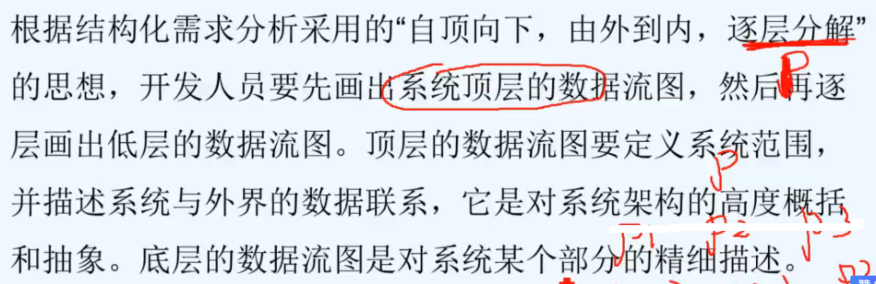 根据结构化需求分析采用的“自顶向下，由外到内，逐层分解”
P
的思想，开发人员要先画出系统顶层的数据流图，然后再逐
层画出低层的数据流图。顶层的数据流图要定义系统范围，
P
并描述系统与外界的数据联系，它是对系统架构的高度概括
P1 P2 P3
和抽象。底层的数据流图是对系统某个部分的精细描述。